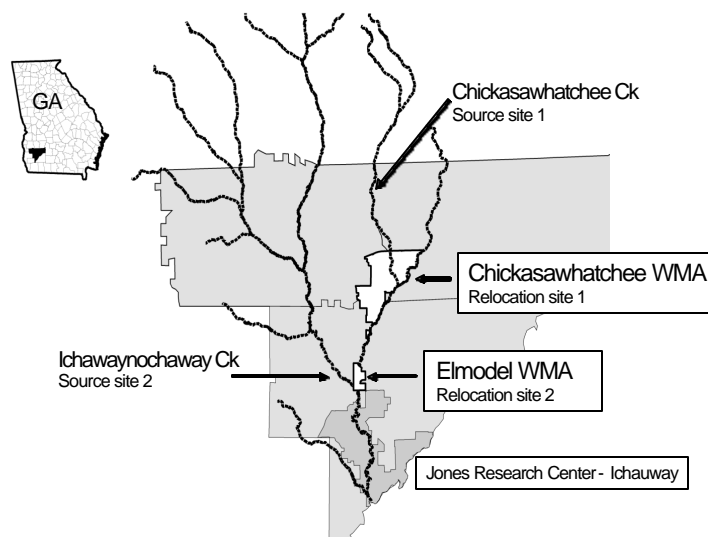 GA
Chickasawhatchee Ck
Source site 1
Chickasawhatchee WMA
Relocation site 1
Ichawaynochaway Ck
Source site 2
Elmodel WMA
Relocation site 2
Jones Research Center - Ichauway